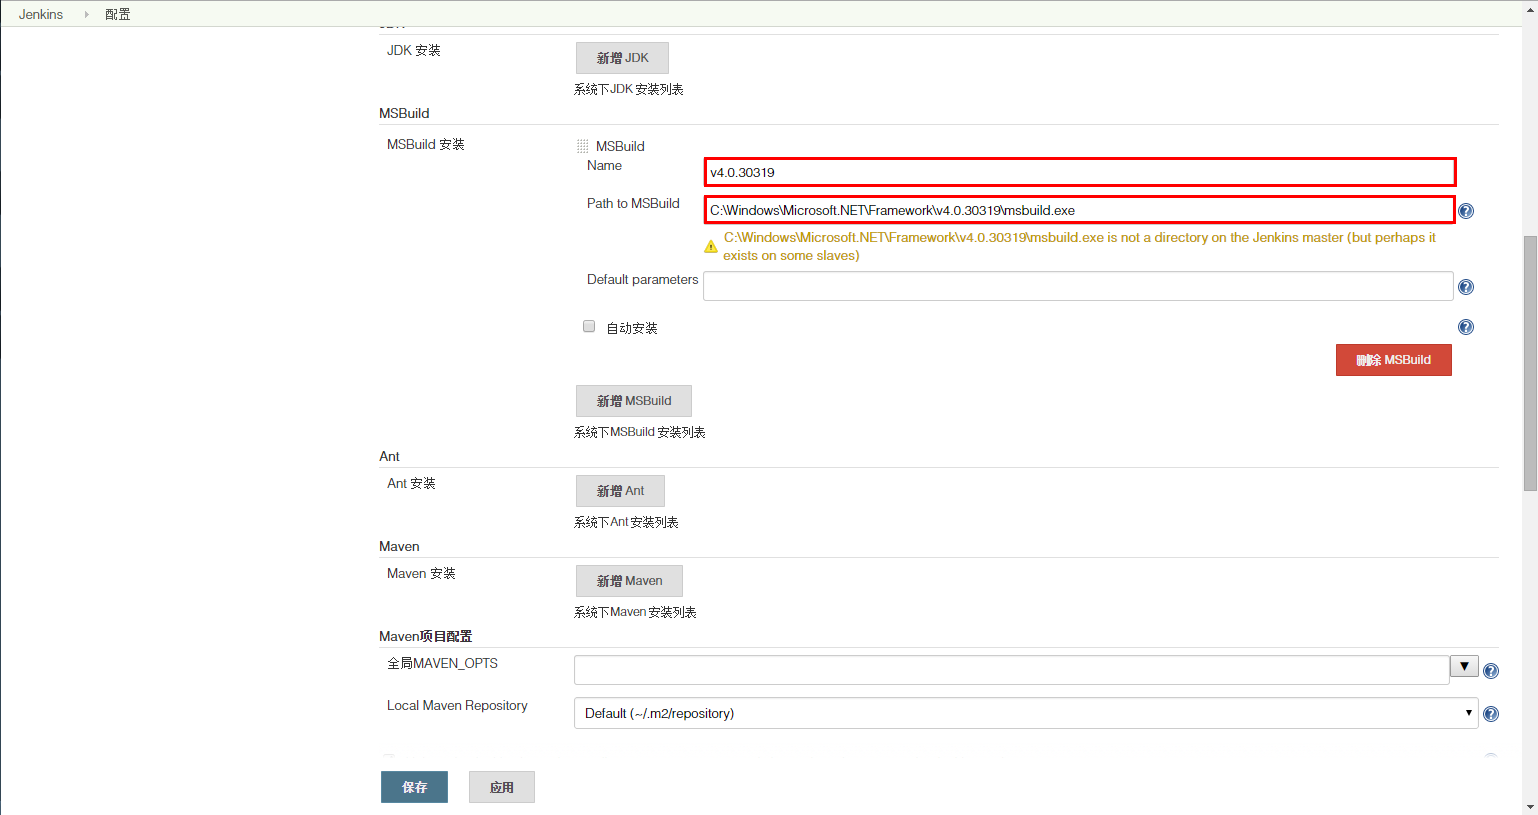 Jenkins
配置
JDK 安装
新增 JDK
系统下JDK 安装列表
MSBuild
MSBuild 安装
MSBuild
Name
v4.0.30319
Path to MSBuild
C:\Windows\Microsoft.NET\Framework\v4.0.30319\msbuild.exe
C:\Windows\Microsoft.NET\Framework\v4.0.30319\msbuild.exe is not a directory on the Jenkins master (but perhaps it
exists on some slaves)
Default parameters
自动安装
删除 MSBuild
新增 MSBuild
系统下MSBuild 安装列表
Ant
Ant 安装
新增 Ant
系统下Ant 安装列表
Maven
Maven 安装
新增 Maven
系统下Maven 安装列表
Maven项目配置
全局MAVEN_OPTS
Local Maven Repository
Default (~/.m2/repository)
保存
应用